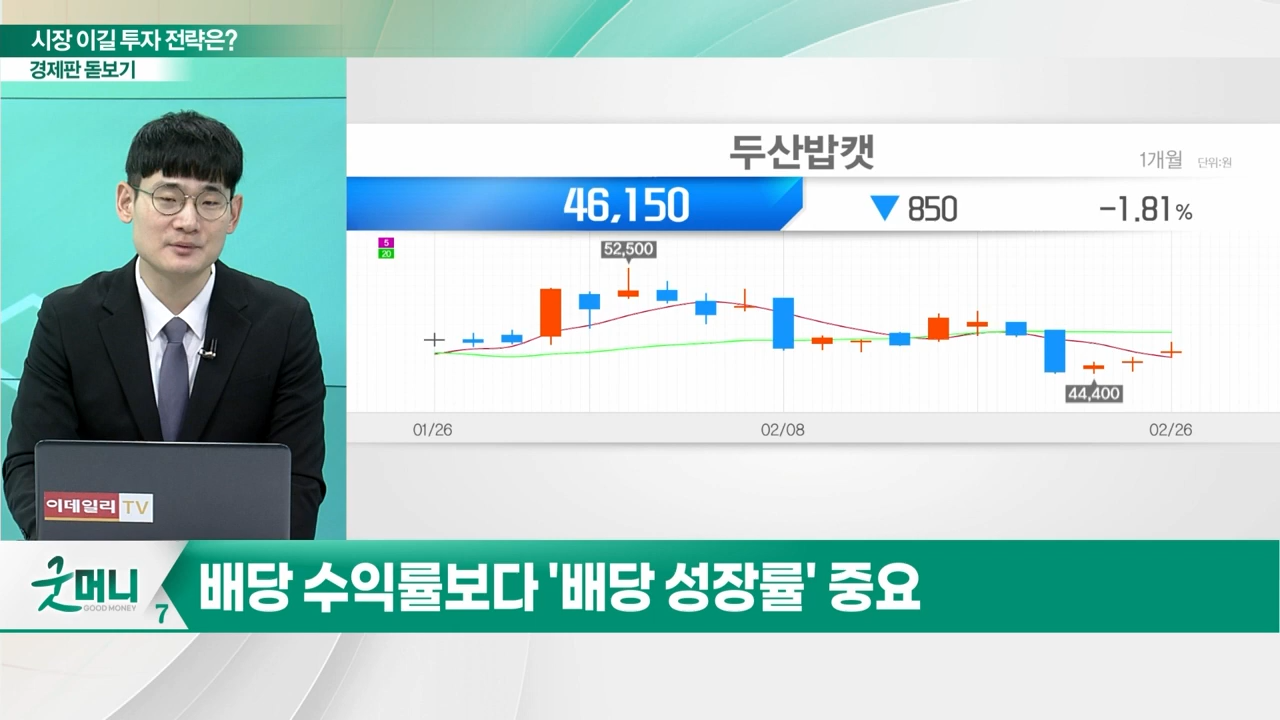 시장 이길 투자 전략은?
경제판 돋보기
두산밥캣
1개월 단위:원
46,150 ▼ 850 -1.81%
5
20
52,500
44,400
01/26 02/08 02/26
이데일리 TV
굿머니 7
GOOD MONEY
배당 수익률보다 '배당 성장률' 중요